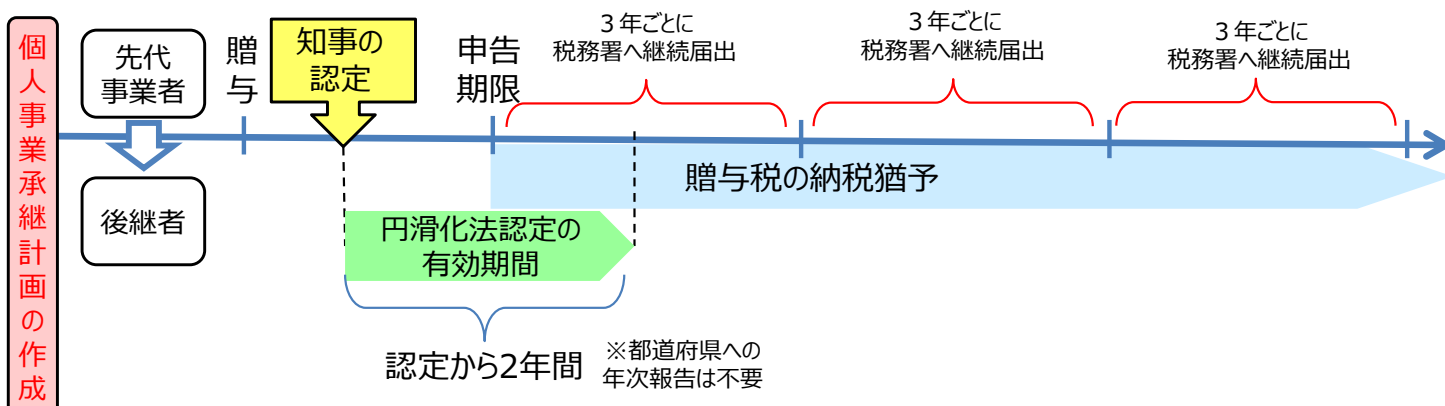 個人事業承継計画の作成
先代
事業者
後継者
贈与
知事の
認定
申告
期限
3年ごとに
税務署へ継続届出
3年ごとに
税務署へ継続届出
3年ごとに
税務署へ継続届出
贈与税の納税猶予
円滑化法認定の
有効期間
認定から2年間
※都道府県への
年次報告は不要